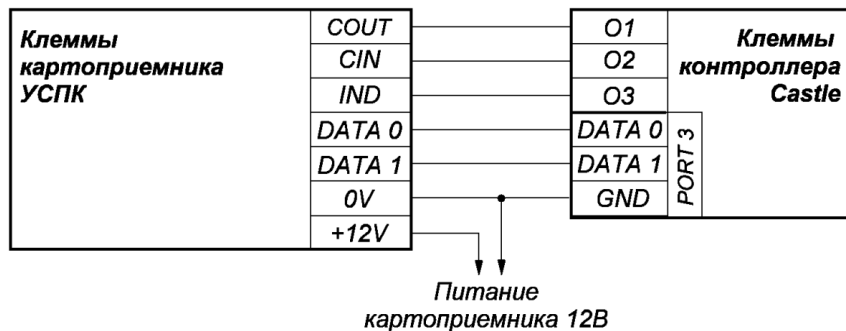 Клеммы
картоприемника
УСПК
COUT
CIN
IND
DATA 0
DATA 1
0V
+12V
O1
O2
O3
DATA 0
DATA 1
GND
PORT 3
Клеммы
контроллера
Castle
Питание
картоприемника 12В